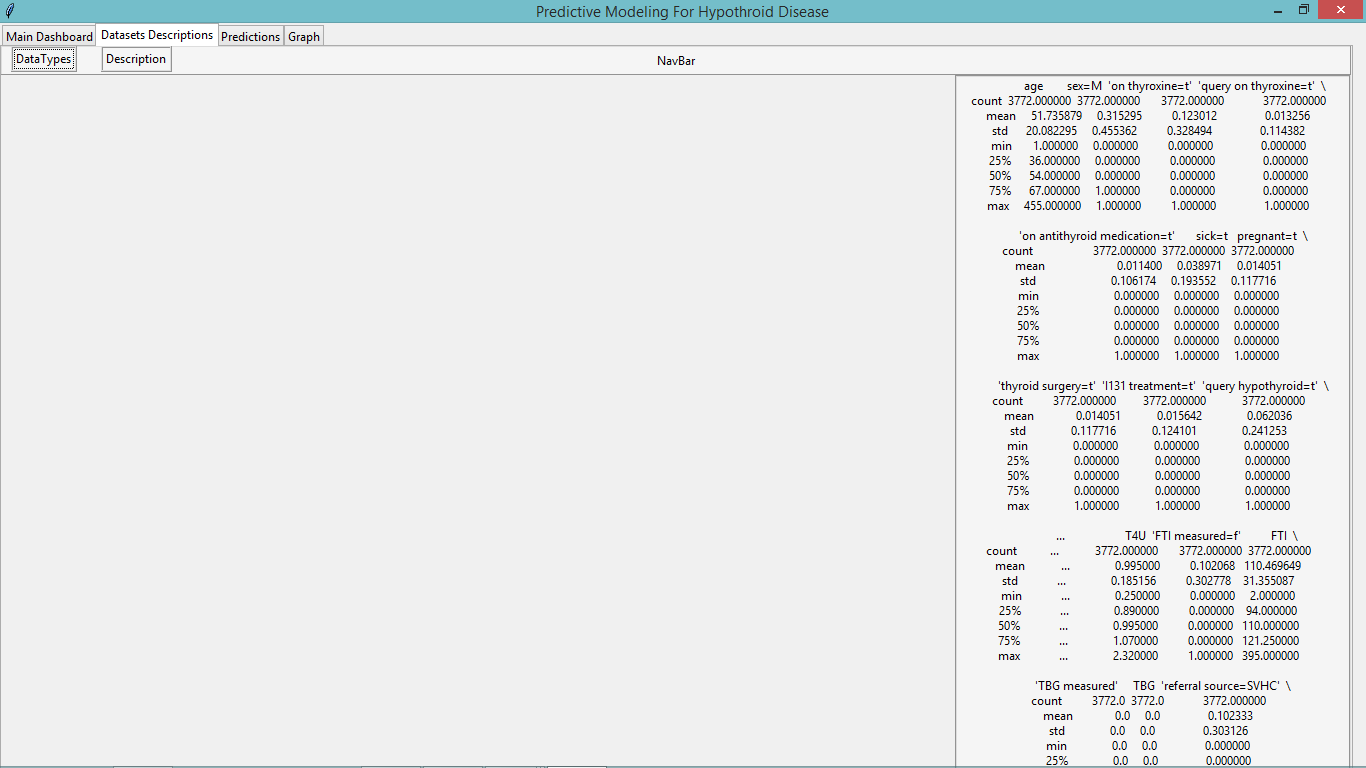 Predictive Modeling For Hypothroid Disease
Main Dashboard Datasets Descriptions Predictions Graph
DataTypes Description NavBar
age sex=M 'on thyroxine=t' 'query on thyroxine=t' \
count 3772.000000 3772.000000 3772.000000 3772.000000
mean 51.735879 0.315295 0.123012 0.013256
std 20.082295 0.455362 0.328494 0.114382
min 1.000000 0.000000 0.000000 0.000000
25% 36.000000 0.000000 0.000000 0.000000
50% 54.000000 0.000000 0.000000 0.000000
75% 67.000000 1.000000 0.000000 0.000000
max 455.000000 1.000000 1.000000 1.000000
'on antithyroid medication=t' sick=t pregnant=t \
count 3772.000000 3772.000000 3772.000000
mean 0.011400 0.038971 0.014051
std 0.106174 0.193552 0.117716
min 0.000000 0.000000 0.000000
25% 0.000000 0.000000 0.000000
50% 0.000000 0.000000 0.000000
75% 0.000000 0.000000 0.000000
max 1.000000 1.000000 1.000000
'thyroid surgery=t' 'I131 treatment=t' 'query hypothyroid=t' \
count 3772.000000 3772.000000 3772.000000
mean 0.014051 0.015642 0.062036
std 0.117716 0.124101 0.241253
min 0.000000 0.000000 0.000000
25% 0.000000 0.000000 0.000000
50% 0.000000 0.000000 0.000000
75% 0.000000 0.000000 0.000000
max 1.000000 1.000000 1.000000
... T4U 'FTI measured=f' FTI \
count ... 3772.000000 3772.000000 3772.000000
mean ... 0.995000 0.102068 110.469649
std ... 0.185156 0.302778 31.355087
min ... 0.250000 0.000000 2.000000
25% ... 0.890000 0.000000 94.000000
50% ... 0.995000 0.000000 110.000000
75% ... 1.070000 0.000000 121.250000
max ... 2.320000 1.000000 395.000000
'TBG measured' TBG 'referral source=SVHC' \
count 3772.0 3772.0 3772.000000
mean 0.0 0.0 0.102333
std 0.0 0.0 0.303126
min 0.0 0.0 0.000000
25% 0.0 0.0 0.000000